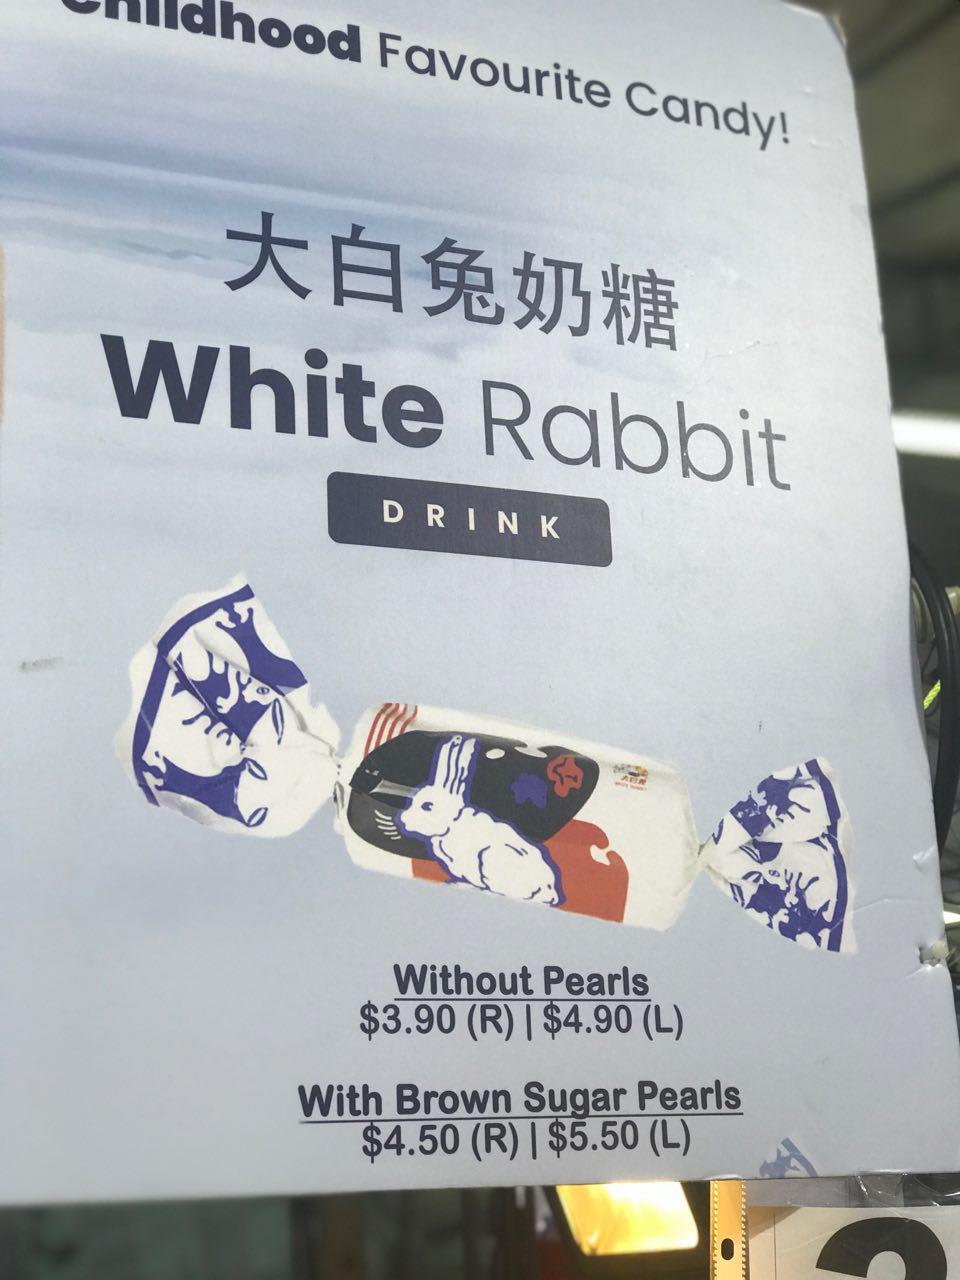 Childhood Favourite Candy!
大白兔奶糖
White Rabbit
DRINK
Without Pearls
$3.90 (R) | $4.90 (L)
With Brown Sugar Pearls
$4.50 (R) | $5.50 (L)